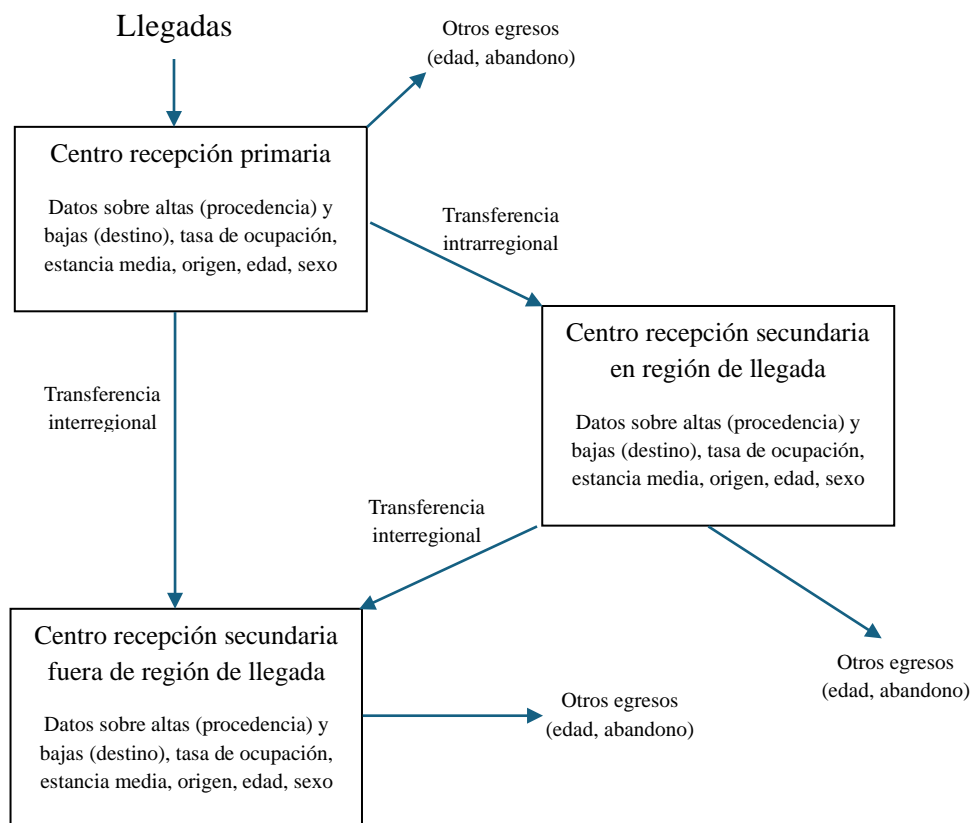 Llegadas
Otros egresos
(edad, abandono)
Centro recepción primaria
Datos sobre altas (procedencia) y
bajas (destino), tasa de ocupación,
estancia media, origen, edad, sexo
Transferencia
intrarregional
Centro recepción secundaria
en región de llegada
Datos sobre altas (procedencia) y
bajas (destino), tasa de ocupación,
estancia media, origen, edad, sexo
Transferencia
interregional
Transferencia
interregional
Centro recepción secundaria
fuera de región de llegada
Datos sobre altas (procedencia) y
bajas (destino), tasa de ocupación,
estancia media, origen, edad, sexo
Otros egresos
(edad, abandono)
Otros egresos
(edad, abandono)